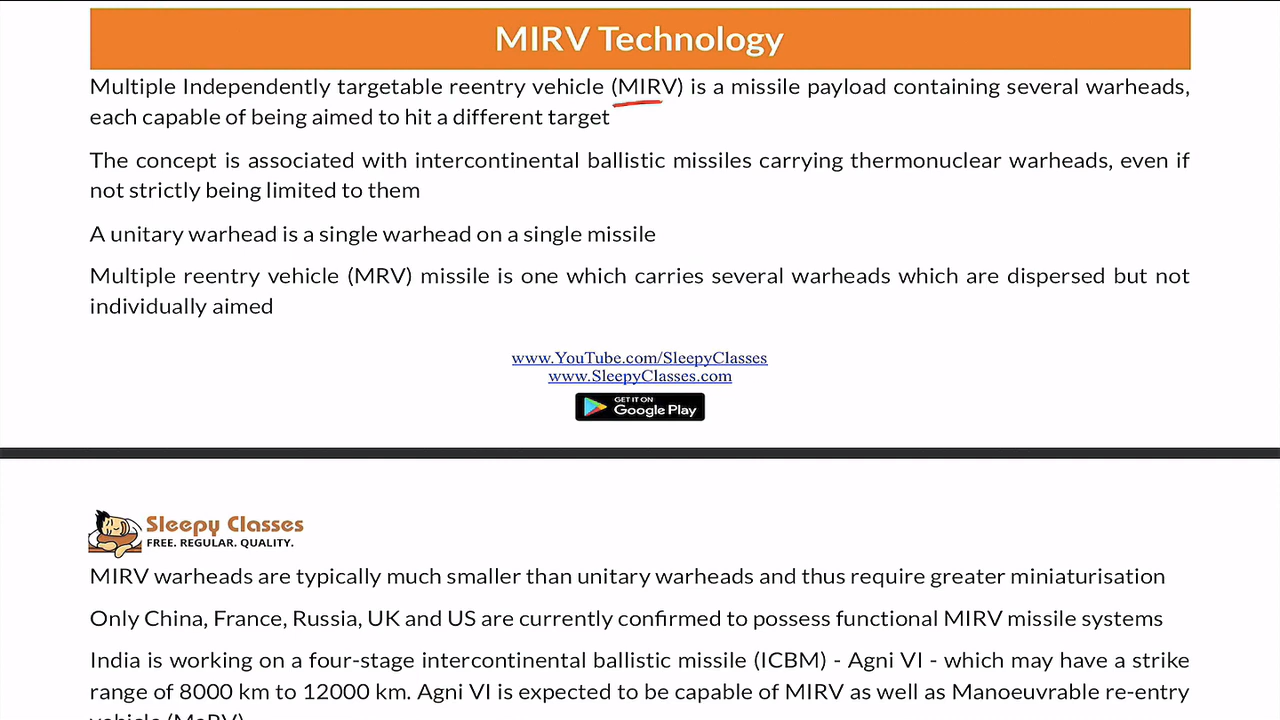 MIRV Technology
Multiple Independently targetable reentry vehicle (MIRV) is a missile payload containing several warheads,
each capable of being aimed to hit a different target
The concept is associated with intercontinental ballistic missiles carrying thermonuclear warheads, even if
not strictly being limited to them
A unitary warhead is a single warhead on a single missile
Multiple reentry vehicle (MRV) missile is one which carries several warheads which are dispersed but not
individually aimed
www.YouTube.com/SleepyClasses
www.SleepyClasses.com
GET IT ON
Google Play
Sleepy Classes
FREE. REGULAR. QUALITY.
MIRV warheads are typically much smaller than unitary warheads and thus require greater miniaturisation
Only China, France, Russia, UK and US are currently confirmed to possess functional MIRV missile systems
India is working on a four-stage intercontinental ballistic missile (ICBM) - Agni VI - which may have a strike
range of 8000 km to 12000 km. Agni VI is expected to be capable of MIRV as well as Manoeuvrable re-entry
vehicle (MaRV)